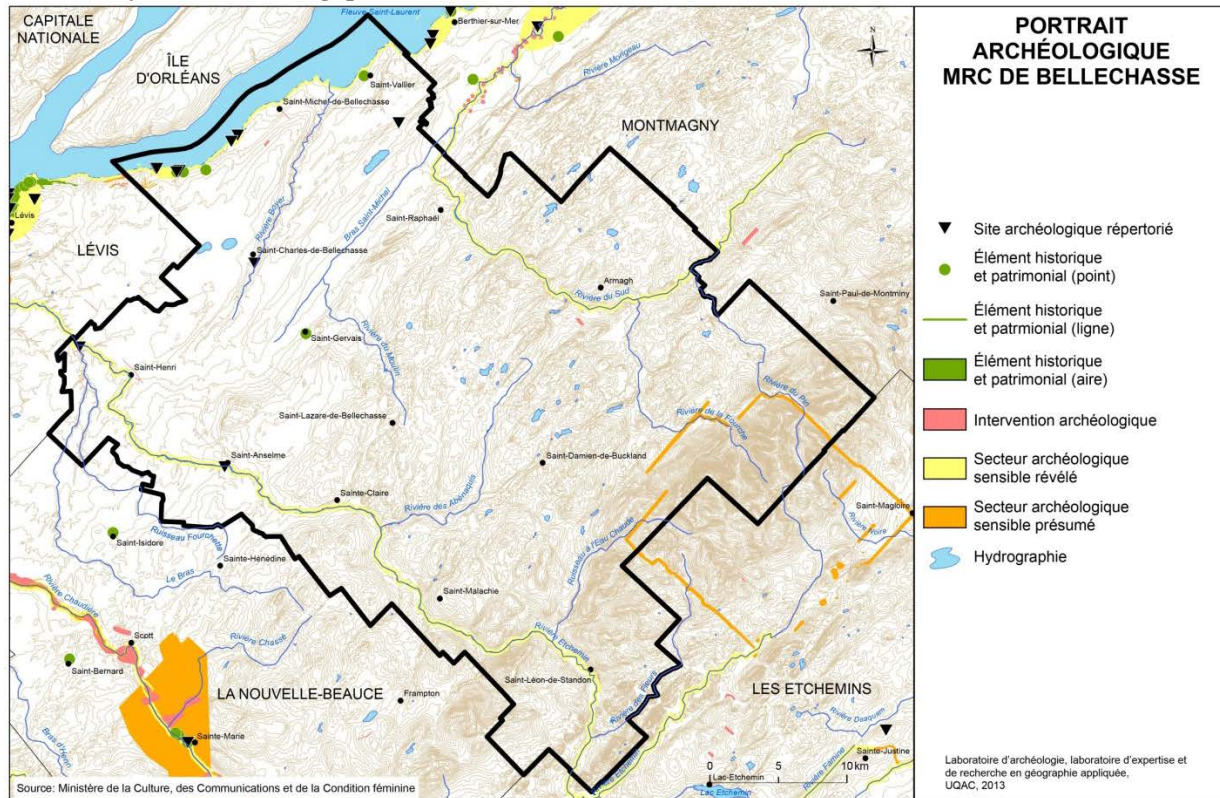 CAPITALE
NATIONALE
Fleuve Saint-Laurent
Berthier-sur-Mer
ÎLE
D'ORLÉANS
Saint-Vallier
Rivière Morigeau
Saint-Michel-de-Bellechasse
MONTMAGNY
Lévis
LÉVIS
Rivière Boyer
Bras Saint-Michel
Saint-Raphaël
Saint-Charles-de-Bellechasse
Armagh
Rivière du Sud
Saint-Paul-de-Montminy
Saint-Gervais
Rivière du Moulin
Saint-Henri
Rivière du Pin
Rivière de la Fourche
Saint-Lazare-de-Bellechasse
Saint-Anselme
Saint-Damien-de-Buckland
Sainte-Claire
Rivière des Abénaquis
Saint-Magloire
Rivière Noire
Ruisseau à l'Eau Chaude
Saint-Isidore
Ruisseau Fourchette
Sainte-Hénédine
Le Bras
Saint-Malachie
Rivière Chaudière
Scott
Rivière Chassé
Rivière Etchemin
Saint-Bernard
LA NOUVELLE-BEAUCE
Frampton
Saint-Léon-de-Standon
LES ETCHEMINS
Rivière des Fleurs
Rivière Daaquam
Bras d'Henri
Sainte-Marie
Sainte-Justine
Rivière Famine
Rivière Etchemin
Lac-Etchemin
Lac Etchemin
0 5 10 km
Source: Ministère de la Culture, des Communications et de la Condition féminine
PORTRAIT
ARCHÉOLOGIQUE
MRC DE BELLECHASSE
N
Site archéologique répertorié
Élément historique
et patrimonial (point)
Élément historique
et patrmionial (ligne)
Élément historique
et patrimonial (aire)
Intervention archéologique
Secteur archéologique
sensible révélé
Secteur archéologique
sensible présumé
Hydrographie
Laboratoire d'archéologie, laboratoire d'expertise et
de recherche en géographie appliquée,
UQAC, 2013